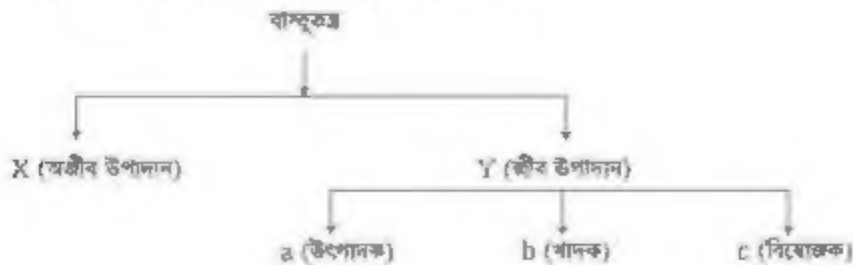 বাস্তুতন্ত্র
X (অজীব উপাদান) Y (জীব উপাদান)
a (উৎপাদক) b (খাদক) c (বিয়োজক)